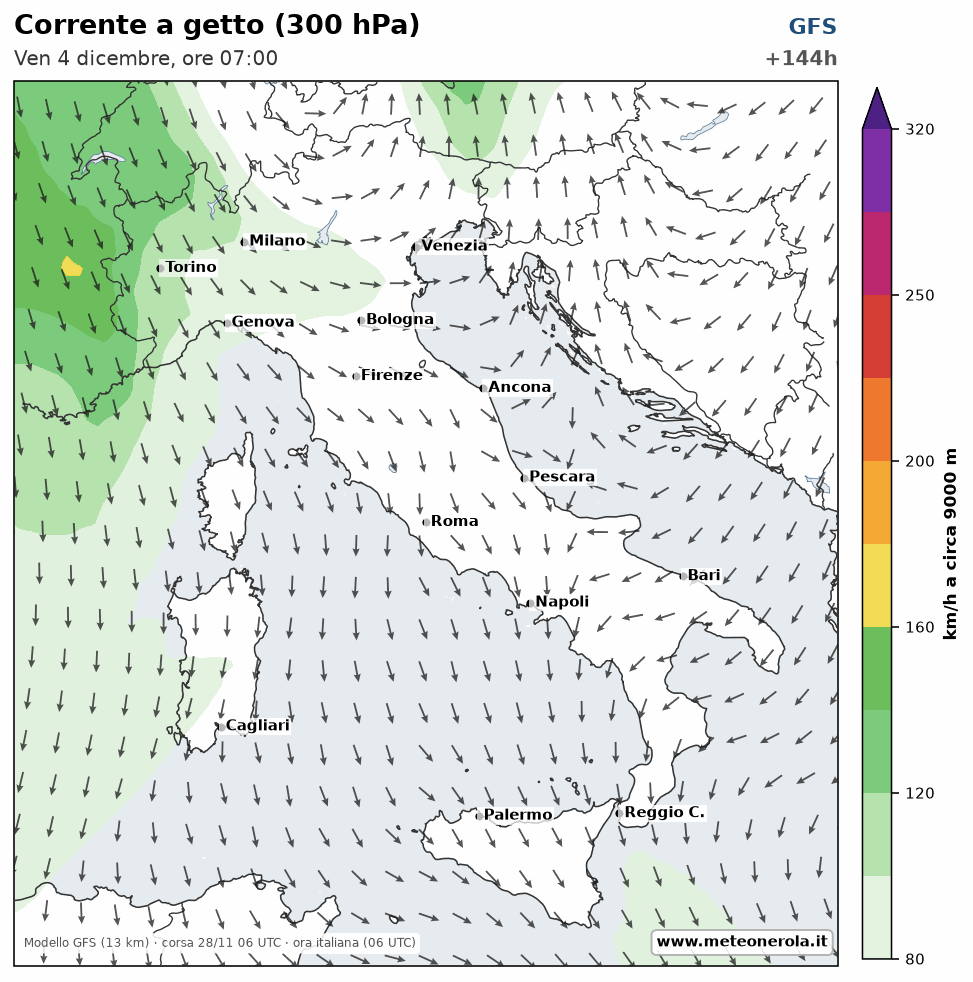 Corrente a getto (300 hPa)
GFS
Ven 4 dicembre, ore 07:00
+144h
320
Milano
Venezia
Torino
250
Genova
Bologna
Firenze
Ancona
200
Pescara
Roma
Bari
Napoli
160
Cagliari
120
Palermo
Reggio C.
80
km/h a circa 9000 m
Modello GFS (13 km) · corsa 28/11 06 UTC · ora italiana (06 UTC)
www.meteonerola.it